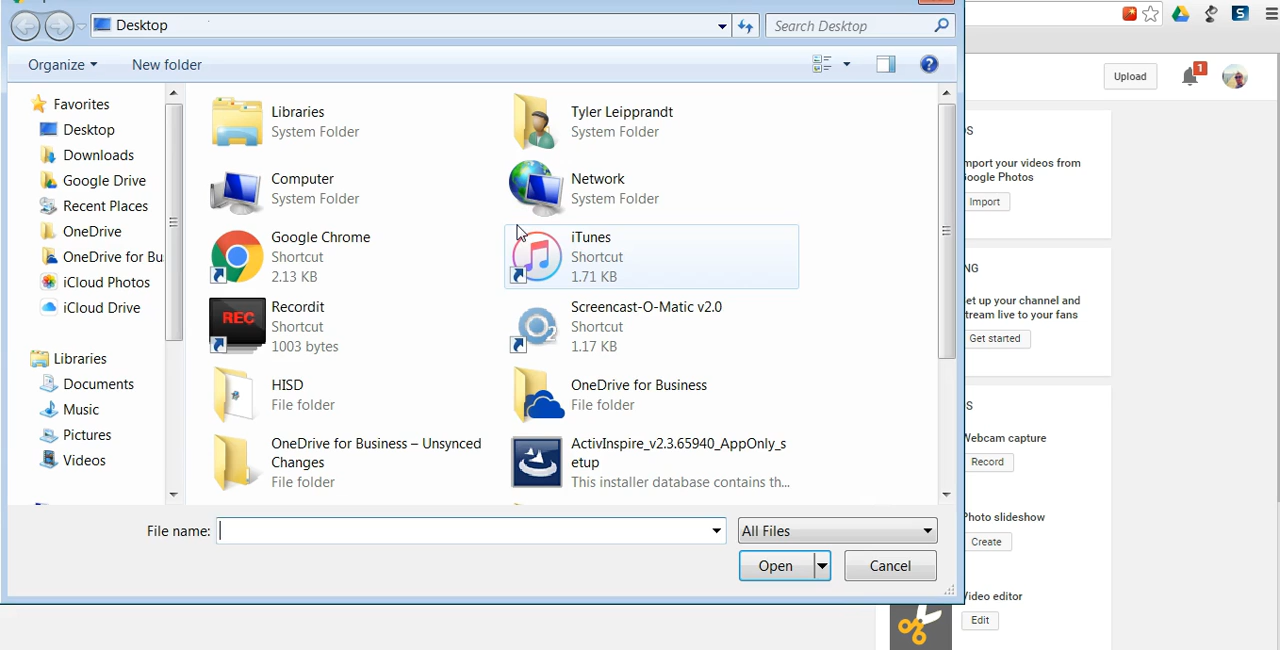 Desktop
Search Desktop
Organize
New folder
?
Favorites
Desktop
Downloads
Google Drive
Recent Places
OneDrive
OneDrive for Bu
iCloud Photos
iCloud Drive
Libraries
Documents
Music
Pictures
Videos
Libraries
System Folder
Tyler Leipprandt
System Folder
Computer
System Folder
Network
System Folder
Google Chrome
Shortcut
2.13 KB
iTunes
Shortcut
1.71 KB
REC
Recordit
Shortcut
1003 bytes
2
Screencast-O-Matic v2.0
Shortcut
1.17 KB
HISD
File folder
OneDrive for Business
File folder
OneDrive for Business – Unsynced
Changes
File folder
ActivInspire_v2.3.65940_AppOnly_s
etup
This installer database contains th...
File name:
All Files
Open
Cancel
S
Upload
1
OS
mport your videos from
oogle Photos
Import
NG
et up your channel and
tream live to your fans
Get started
S
Webcam capture
Record
Photo slideshow
Create
Video editor
Edit